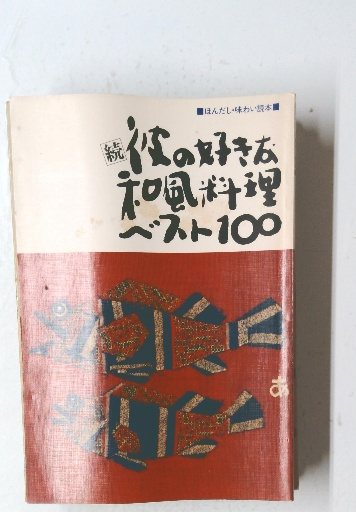 ■ほんだし・味わい読本■
続 彼の好きな
和風料理
ベスト100
あ